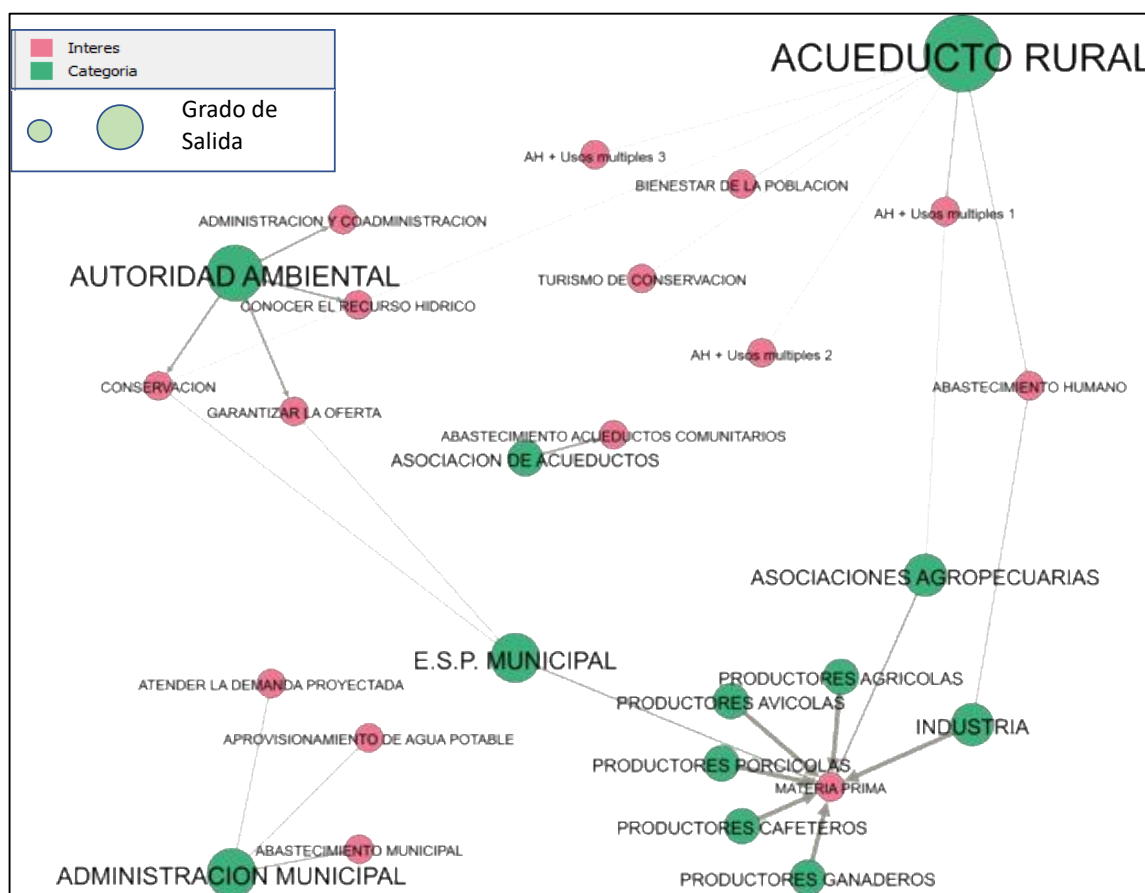 Interes
Categoria
Grado de
Salida
ACUEDUCTO RURAL
AH + Usos multiples 3
BIENESTAR DE LA POBLACION
AH + Usos multiples 1
ADMINISTRACION Y COADMINISTRACION
AUTORIDAD AMBIENTAL
TURISMO DE CONSERVACION
CONOCER EL RECURSO HIDRICO
AH + Usos multiples 2
CONSERVACION
ABASTECIMIENTO HUMANO
GARANTIZAR LA OFERTA
ABASTECIMIENTO ACUEDUCTOS COMUNITARIOS
ASOCIACION DE ACUEDUCTOS
ASOCIACIONES AGROPECUARIAS
E.S.P. MUNICIPAL
PRODUCTORES AGRICOLAS
ATENDER LA DEMANDA PROYECTADA
PRODUCTORES AVICOLAS
INDUSTRIA
APROVISIONAMIENTO DE AGUA POTABLE
PRODUCTORES PORCICOLAS
MATERIA PRIMA
PRODUCTORES CAFETEROS
ABASTECIMIENTO MUNICIPAL
ADMINISTRACION MUNICIPAL
PRODUCTORES GANADEROS